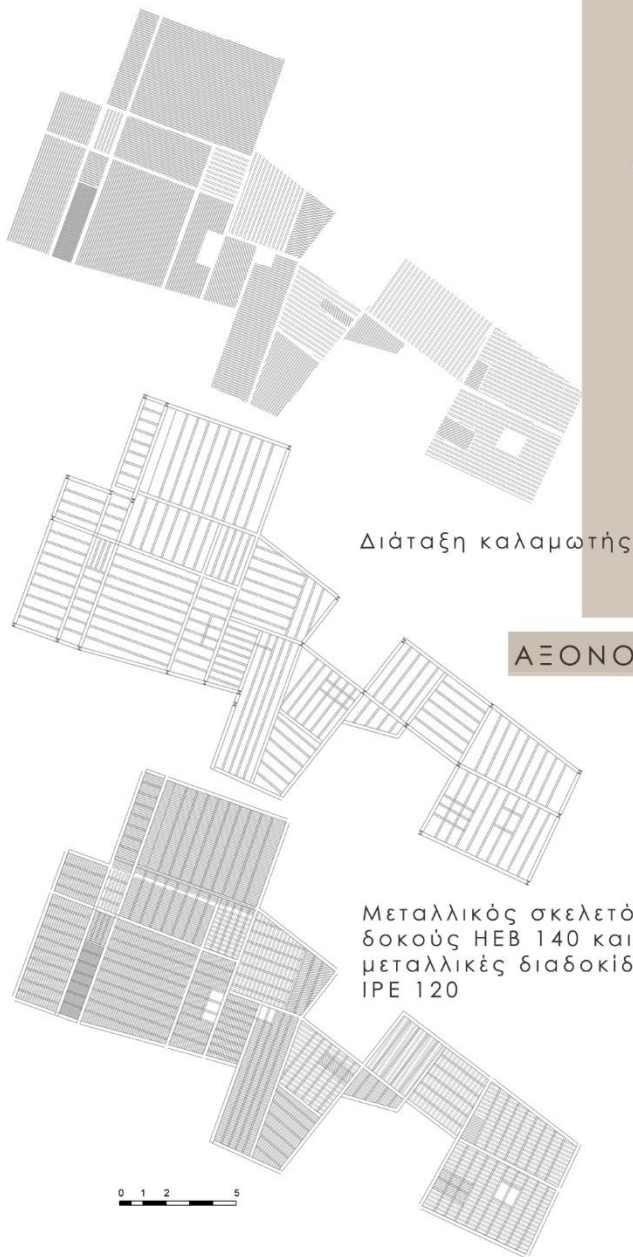 Διάταξη καλαμωτής
ΑΞΟΝΟ
Μεταλλικός σκελετό
δοκούς HEB 140 και
μεταλλικές διαδοκίδ
IPE 120
0 1 2 5